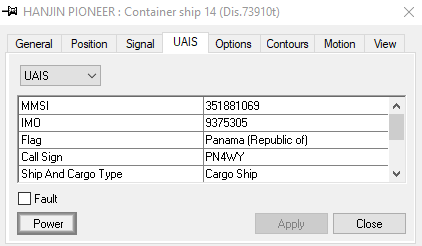 HANJIN PIONEER : Container ship 14 (Dis.73910t)
General Position Signal UAIS Options Contours Motion View
UAIS
MMSI 351881069
IMO 9375305
Flag Panama (Republic of)
Call Sign PN4WY
Ship And Cargo Type Cargo Ship
Fault
Power Apply Close